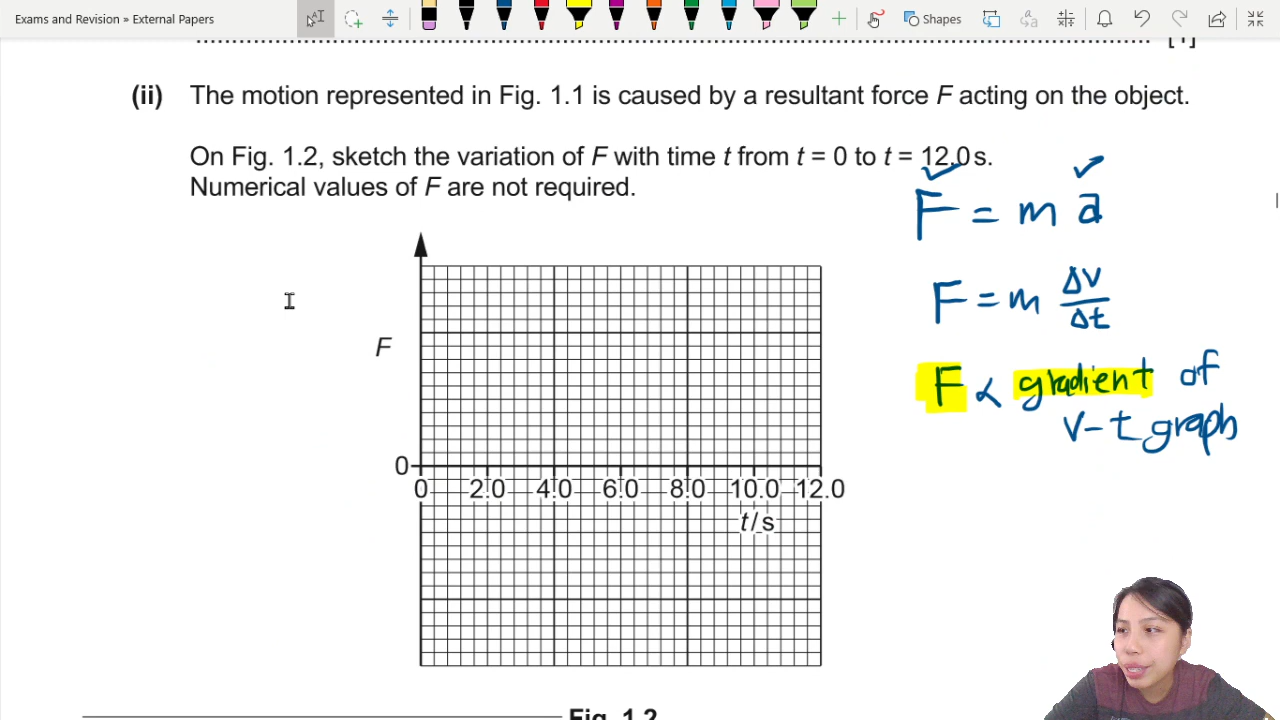 Exams and Revision » External Papers
Shapes
[1]
(ii) The motion represented in Fig. 1.1 is caused by a resultant force F acting on the object.
On Fig. 1.2, sketch the variation of F with time t from t = 0 to t = 12.0s.
Numerical values of F are not required.
F = m a
F = m Δv/Δt
F ∝ gradient of
v-t graph
F
0
0 2.0 4.0 6.0 8.0 10.0 12.0
t/s
Fig. 1.2